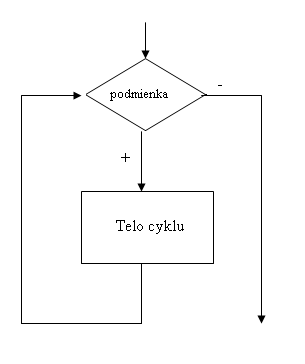 podmienka
-
+
Telo cyklu